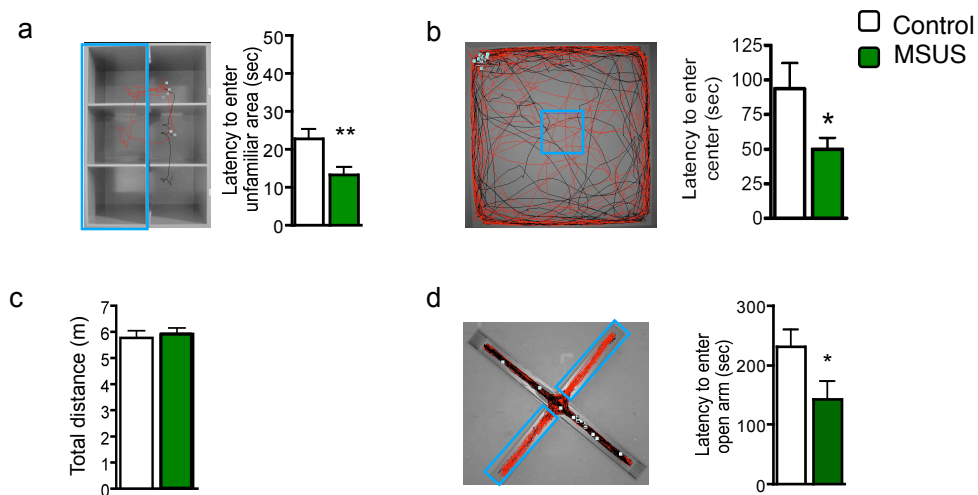 a
Latency to enter
unfamiliar area (sec)
50
40
30
20
10
0
**
b
Latency to enter
center (sec)
125
100
75
50
25
0
*
Control
MSUS
c
Total distance (m)
7
6
5
4
3
2
1
0
d
Latency to enter
open arm (sec)
300
200
100
0
*